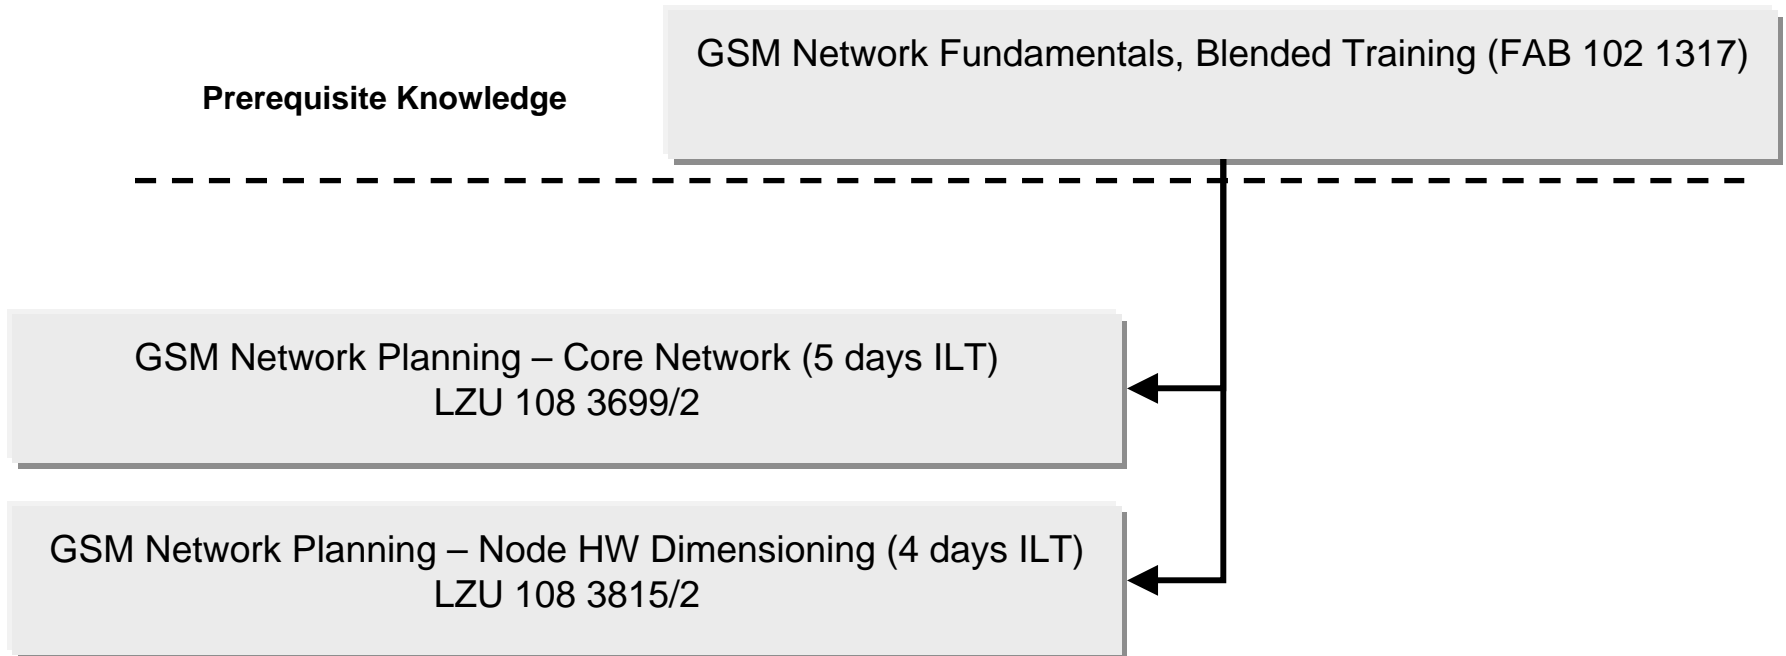 GSM Network Fundamentals, Blended Training (FAB 102 1317)
Prerequisite Knowledge
GSM Network Planning – Core Network (5 days ILT)
LZU 108 3699/2
GSM Network Planning – Node HW Dimensioning (4 days ILT)
LZU 108 3815/2